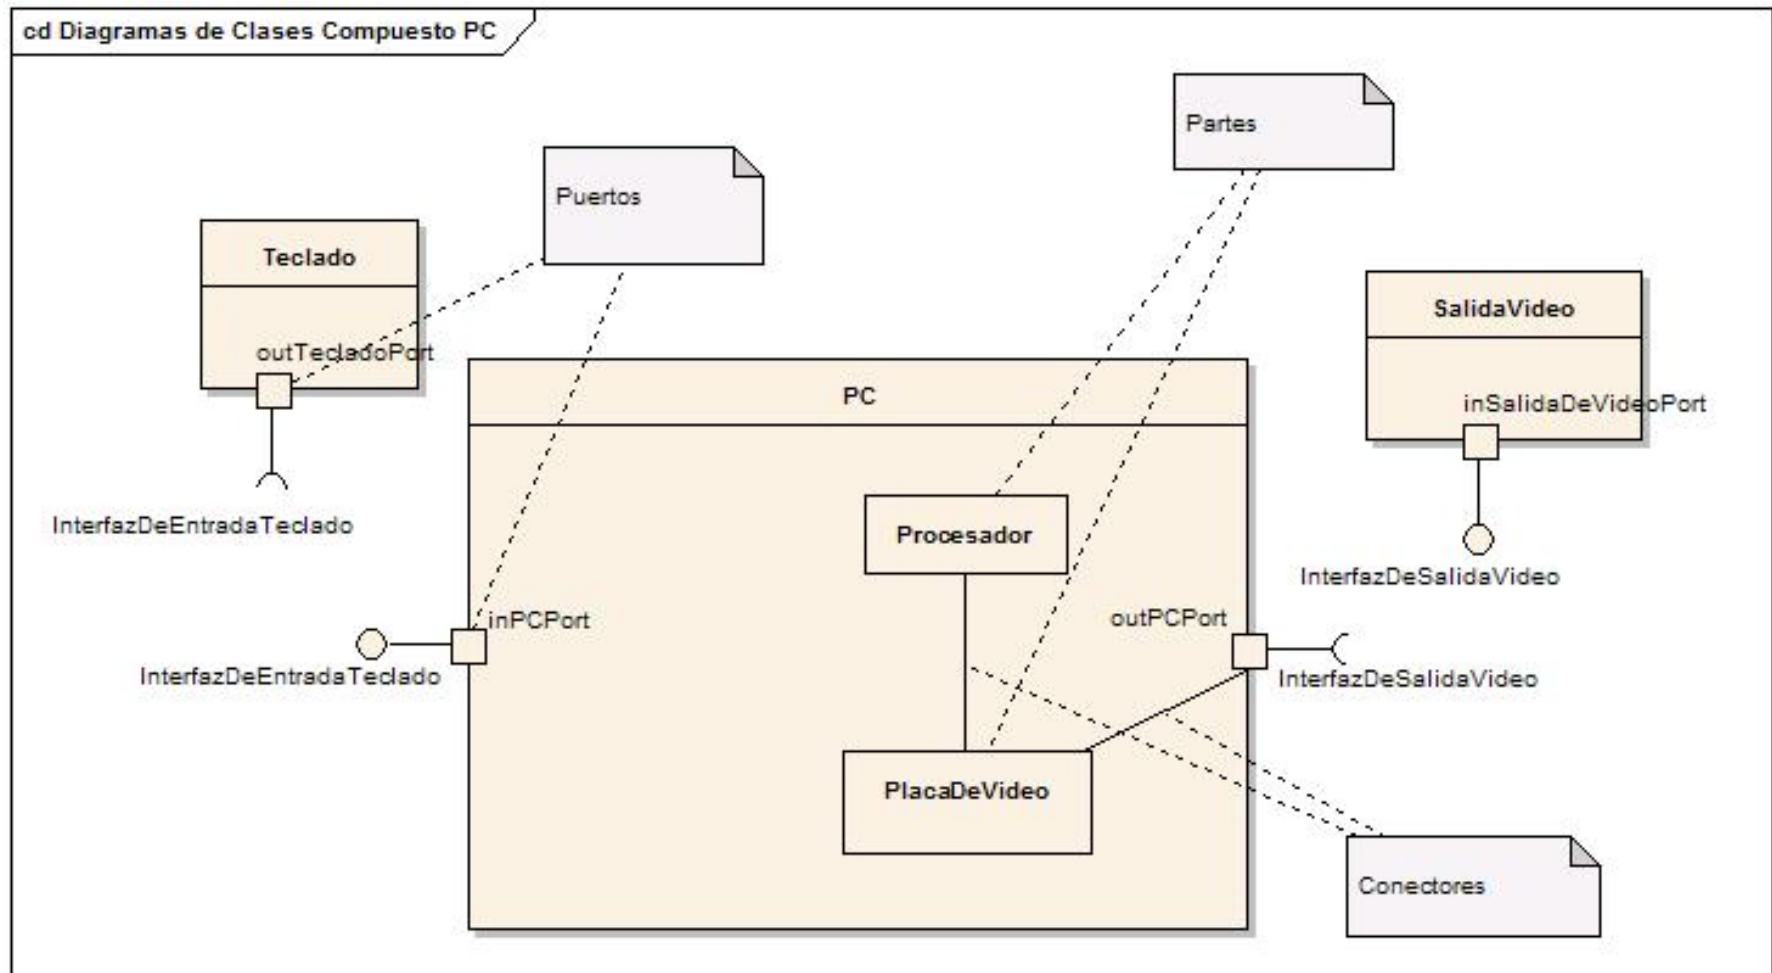 cd Diagramas de Clases Compuesto PC
Partes
Puertos
Teclado
SalidaVideo
outTecladoPort
PC
inSalidaDeVideoPort
InterfazDeEntradaTeclado
Procesador
InterfazDeSalidaVideo
inPCPort
outPCPort
InterfazDeEntradaTeclado
InterfazDeSalidaVideo
PlacaDeVideo
Conectores